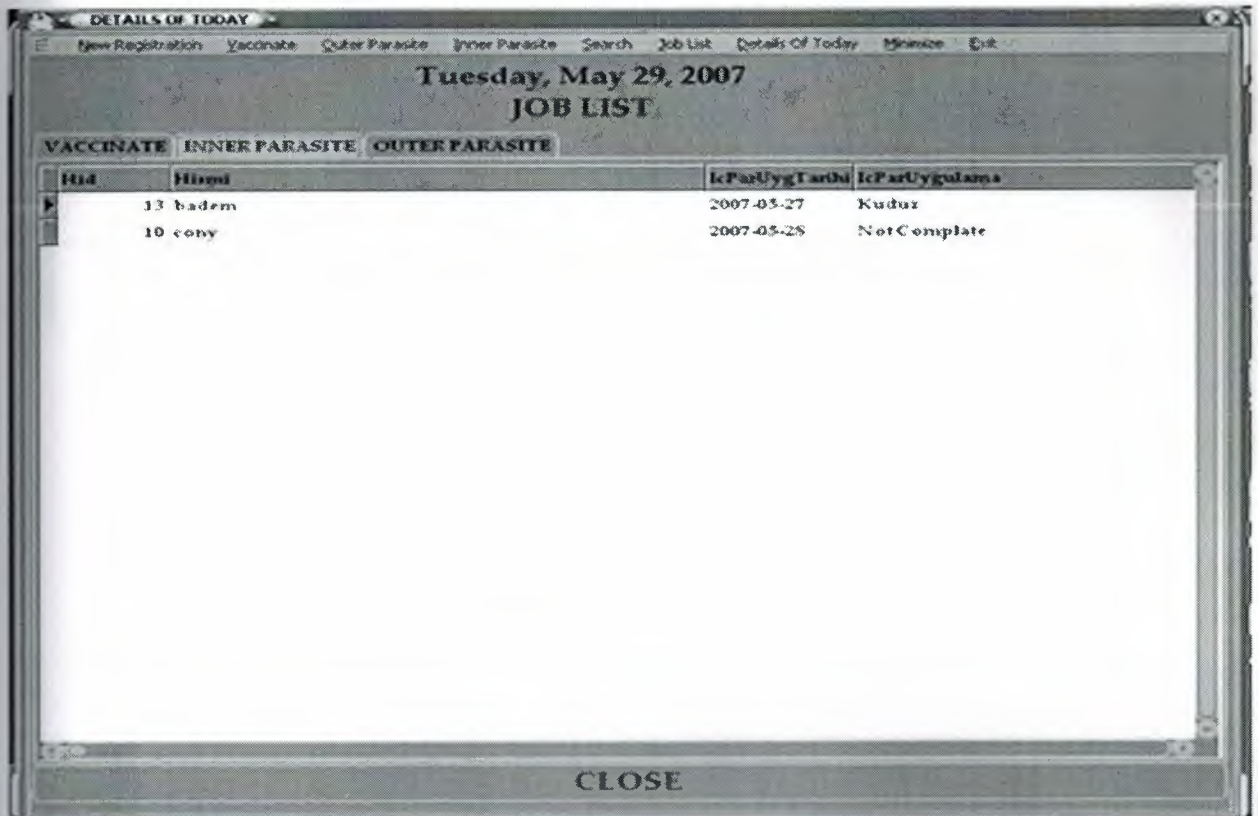 DETAILS OF TODAY
New Registration Vaccinate Outer Parasite Inner Parasite Search Job List Details Of Today Minimize Exit
Tuesday, May 29, 2007
JOB LIST
VACCINATE INNER PARASITE OUTER PARASITE
Hid Hismi IcParUygTarihi IcParUygulama
13 badem 2007-05-27 Kuduz
10 cony 2007-05-28 NotComplate
CLOSE